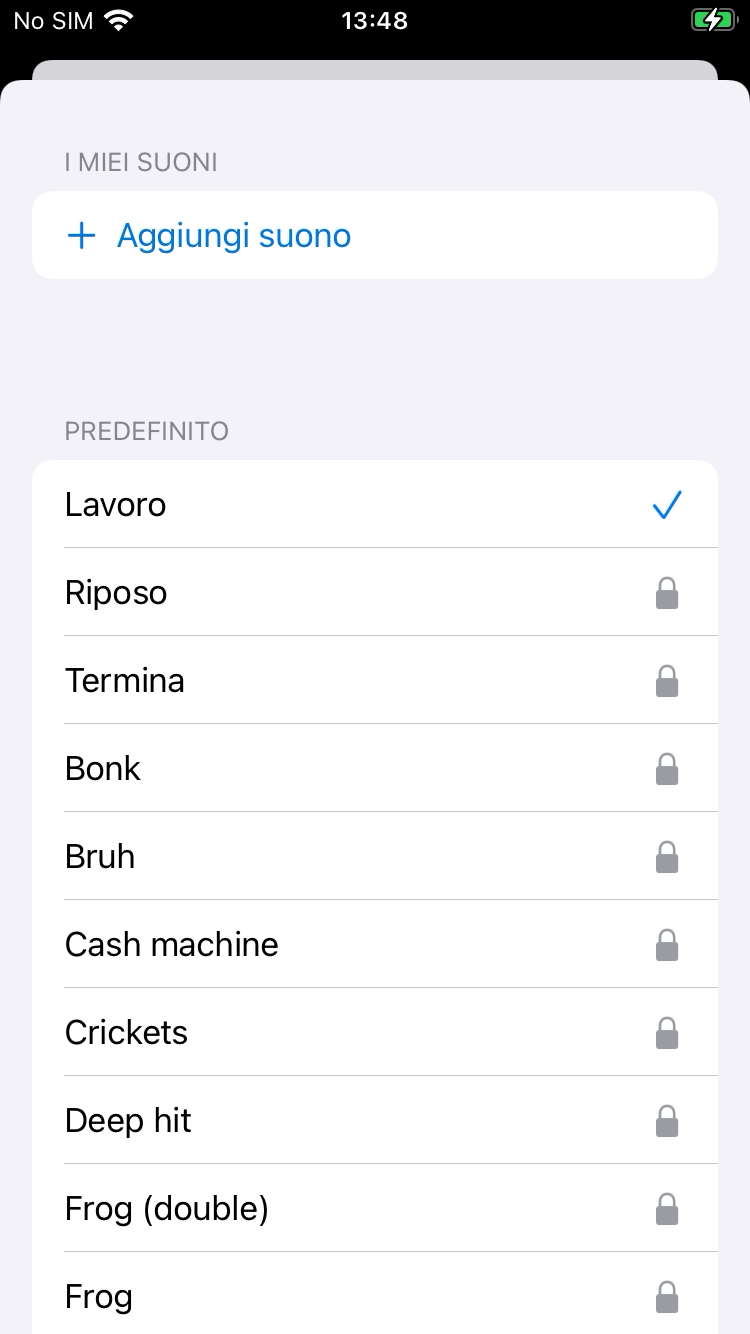 No SIM 13:48
I MIEI SUONI
+ Aggiungi suono
PREDEFINITO
Lavoro
Riposo
Termina
Bonk
Bruh
Cash machine
Crickets
Deep hit
Frog (double)
Frog